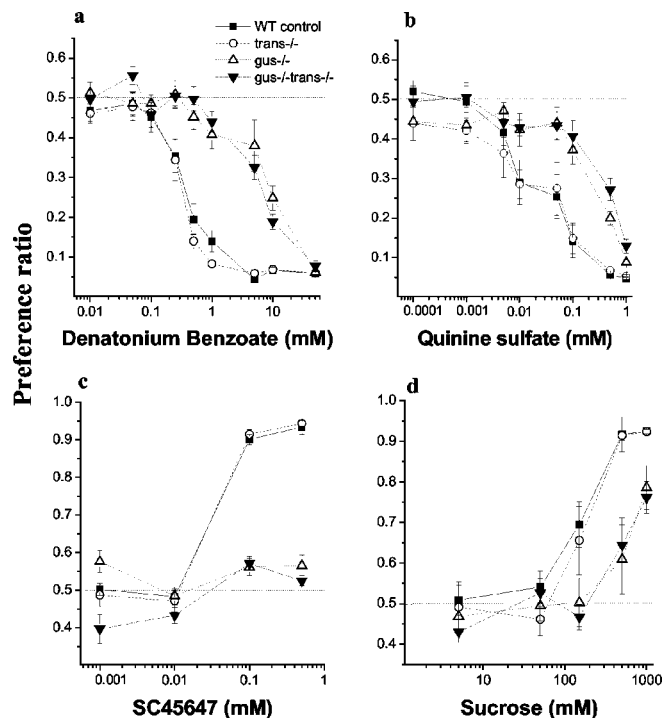 a
WT control
trans-/-
gus-/-
gus-/-trans-/-
0.6
0.5
0.4
0.3
0.2
0.1
0.01 0.1 1 10
Denatonium Benzoate (mM)
b
0.6
0.5
0.4
0.3
0.2
0.1
0.0001 0.001 0.01 0.1 1
Quinine sulfate (mM)
Preference ratio
c
1.0
0.9
0.8
0.7
0.6
0.5
0.4
0.001 0.01 0.1 1
SC45647 (mM)
d
1.0
0.9
0.8
0.7
0.6
0.5
0.4
10 100 1000
Sucrose (mM)